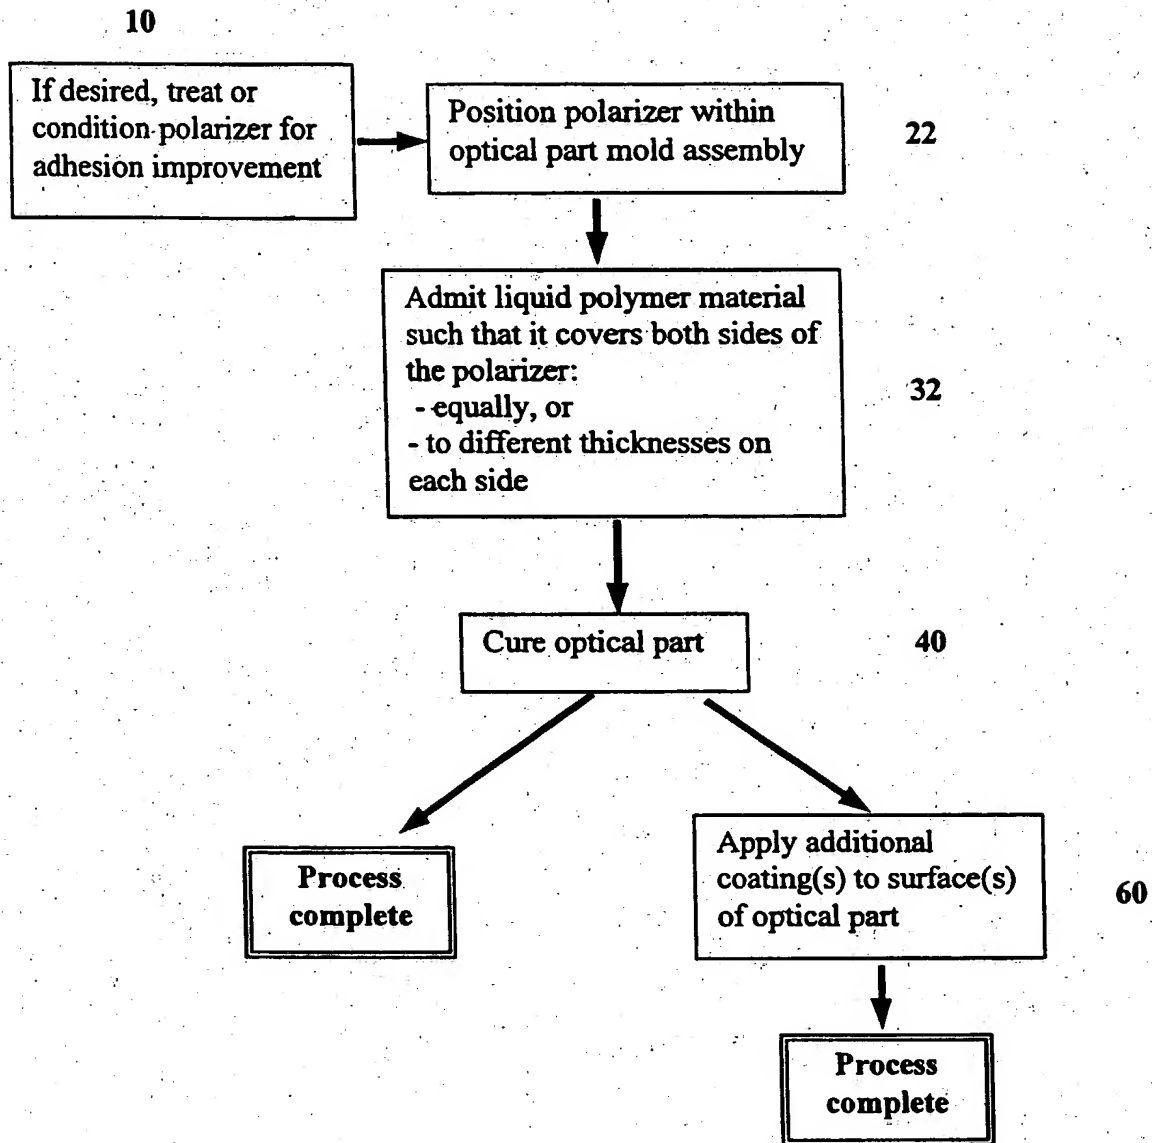 10
If desired, treat or
condition polarizer for
adhesion improvement
Position polarizer within
optical part mold assembly
22
Admit liquid polymer material
such that it covers both sides of
the polarizer:
- equally, or
- to different thicknesses on
each side
32
Cure optical part
40
Process
complete
Apply additional
coating(s) to surface(s)
of optical part
60
Process
complete